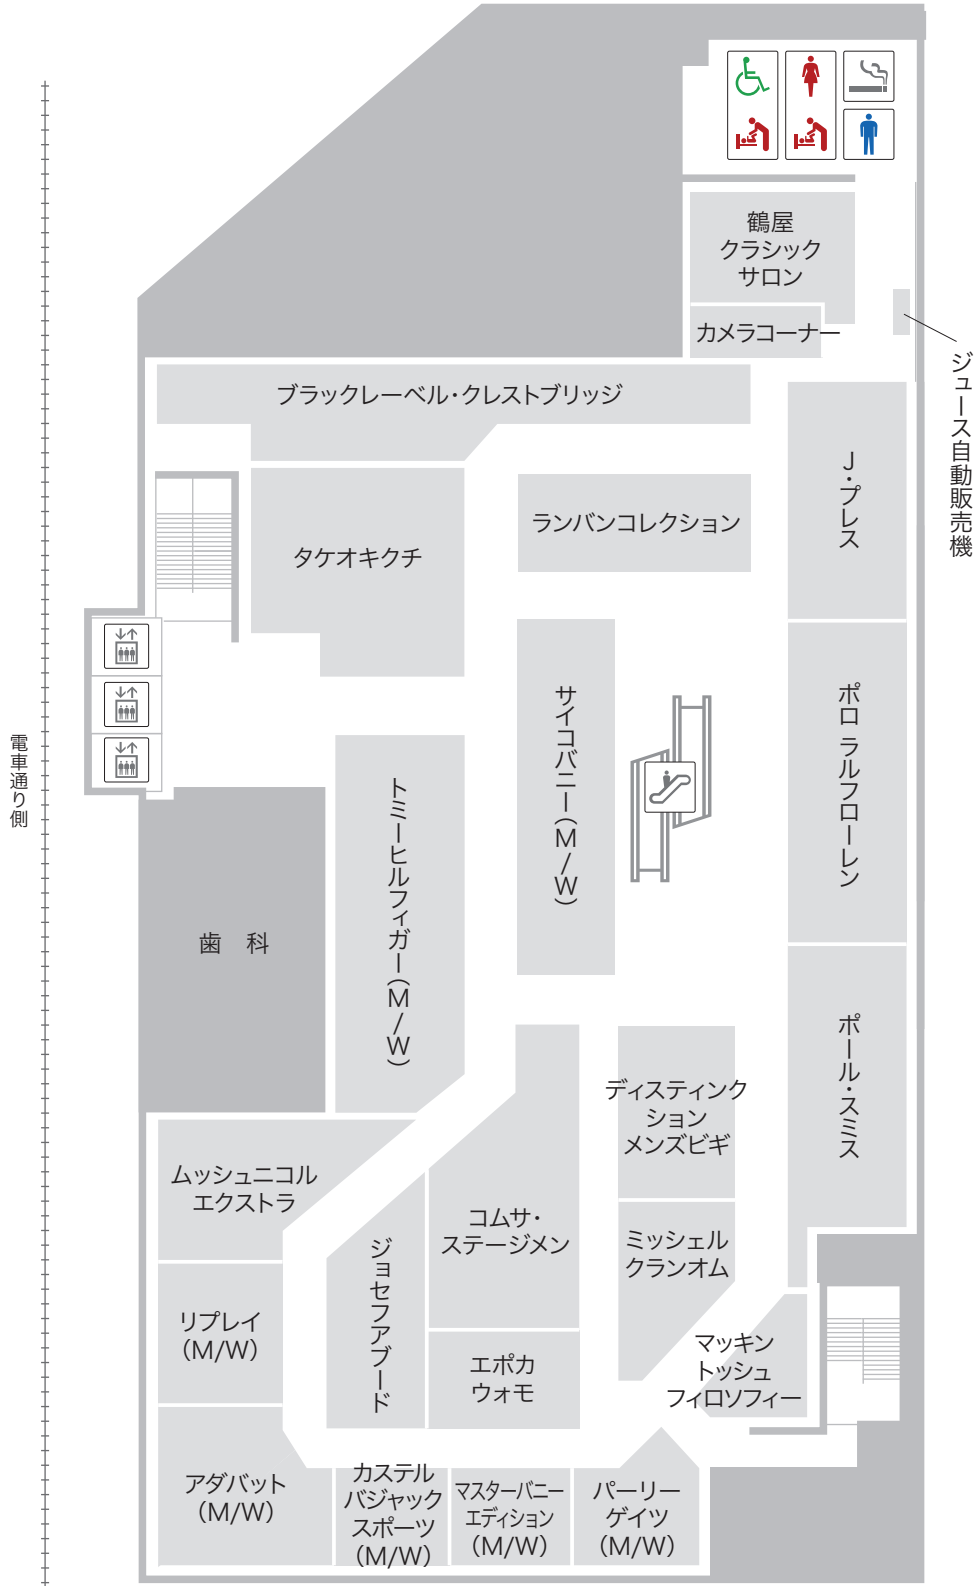 鶴屋
クラシック
サロン
カメラコーナー
ジュース自動販売機
ブラックレーベル・クレストブリッジ
J・プレス
ランバンコレクション
タケオキクチ
サイコバニー(M/W)
ポロ ラルフローレン
電車通り側
トミーヒルフィガー(M/W)
歯 科
ポール・スミス
ディスティンク
ション
メンズビギ
ムッシュニコル
エクストラ
コムサ・
ステージメン
ミッシェル
クランオム
ジョセフアブード
リプレイ
(M/W)
エポカ
ウォモ
マッキン
トッシュ
フィロソフィー
アダバット
(M/W)
カステル
バジャック
スポーツ
(M/W)
マスターバニー
エディション
(M/W)
パーリー
ゲイツ
(M/W)